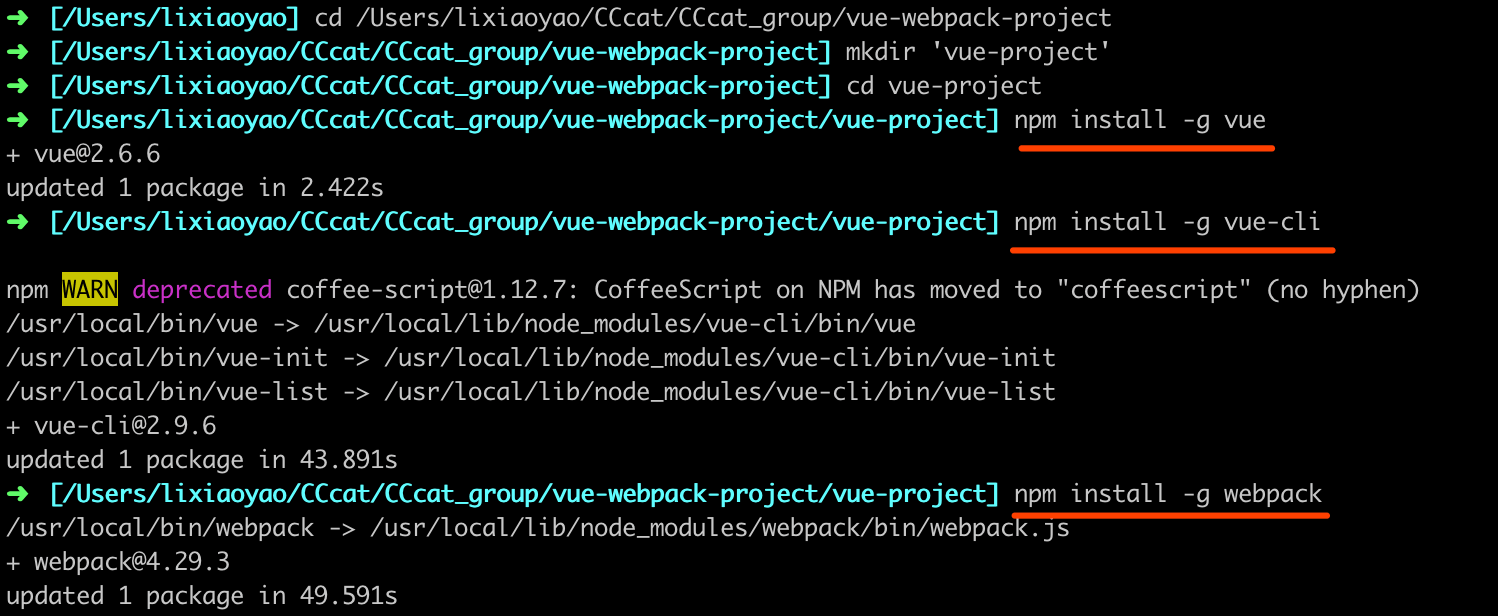 ➜ [/Users/lixiaoyao] cd /Users/lixiaoyao/CCcat/CCcat_group/vue-webpack-project
➜ [/Users/lixiaoyao/CCcat/CCcat_group/vue-webpack-project] mkdir 'vue-project'
➜ [/Users/lixiaoyao/CCcat/CCcat_group/vue-webpack-project] cd vue-project
➜ [/Users/lixiaoyao/CCcat/CCcat_group/vue-webpack-project/vue-project] npm install -g vue
+ vue@2.6.6
updated 1 package in 2.422s
➜ [/Users/lixiaoyao/CCcat/CCcat_group/vue-webpack-project/vue-project] npm install -g vue-cli
npm WARN deprecated coffee-script@1.12.7: CoffeeScript on NPM has moved to "coffeescript" (no hyphen)
/usr/local/bin/vue -> /usr/local/lib/node_modules/vue-cli/bin/vue
/usr/local/bin/vue-init -> /usr/local/lib/node_modules/vue-cli/bin/vue-init
/usr/local/bin/vue-list -> /usr/local/lib/node_modules/vue-cli/bin/vue-list
+ vue-cli@2.9.6
updated 1 package in 43.891s
➜ [/Users/lixiaoyao/CCcat/CCcat_group/vue-webpack-project/vue-project] npm install -g webpack
/usr/local/bin/webpack -> /usr/local/lib/node_modules/webpack/bin/webpack.js
+ webpack@4.29.3
updated 1 package in 49.591s